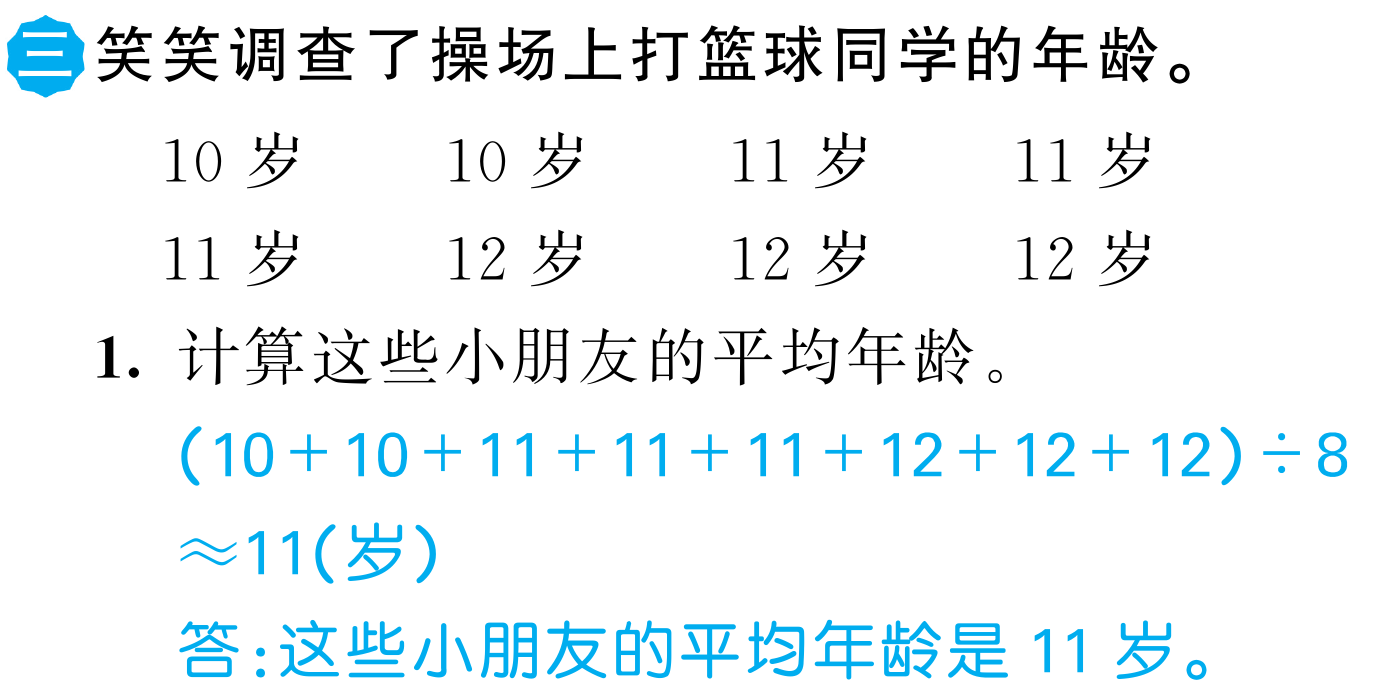 三 笑笑调查了操场上打篮球同学的年龄。
10 岁 10 岁 11 岁 11 岁
11 岁 12 岁 12 岁 12 岁
1. 计算这些小朋友的平均年龄。
(10+10+11+11+11+12+12+12)÷8
≈11(岁)
答:这些小朋友的平均年龄是 11 岁。